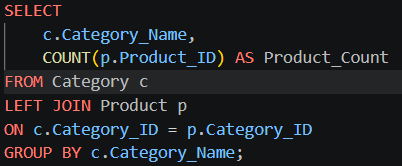 SELECT
    c.Category_Name,
    COUNT(p.Product_ID) AS Product_Count
FROM Category c
LEFT JOIN Product p
ON c.Category_ID = p.Category_ID
GROUP BY c.Category_Name;